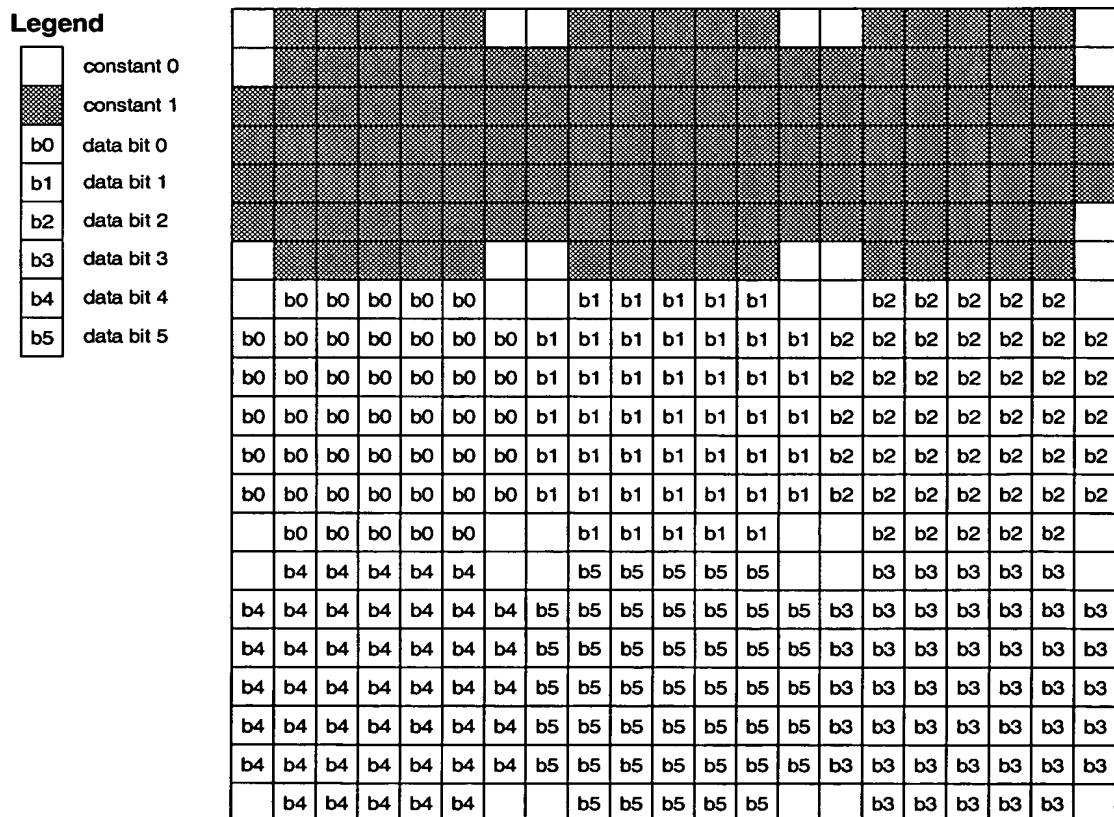 Legend
constant 0
constant 1
b0 data bit 0
b1 data bit 1
b2 data bit 2
b3 data bit 3
b4 data bit 4
b5 data bit 5
b0 b0 b0 b0 b0 b1 b1 b1 b1 b1 b2 b2 b2 b2 b2
b0 b0 b0 b0 b0 b0 b0 b1 b1 b1 b1 b1 b1 b1 b2 b2 b2 b2 b2 b2 b2
b0 b0 b0 b0 b0 b0 b0 b1 b1 b1 b1 b1 b1 b1 b2 b2 b2 b2 b2 b2 b2
b0 b0 b0 b0 b0 b0 b0 b1 b1 b1 b1 b1 b1 b1 b2 b2 b2 b2 b2 b2 b2
b0 b0 b0 b0 b0 b0 b0 b1 b1 b1 b1 b1 b1 b1 b2 b2 b2 b2 b2 b2 b2
b0 b0 b0 b0 b0 b0 b0 b1 b1 b1 b1 b1 b1 b1 b2 b2 b2 b2 b2 b2 b2
b0 b0 b0 b0 b0 b1 b1 b1 b1 b1 b2 b2 b2 b2 b2
b4 b4 b4 b4 b4 b5 b5 b5 b5 b5 b3 b3 b3 b3 b3
b4 b4 b4 b4 b4 b4 b4 b5 b5 b5 b5 b5 b5 b5 b3 b3 b3 b3 b3 b3 b3
b4 b4 b4 b4 b4 b4 b4 b5 b5 b5 b5 b5 b5 b5 b3 b3 b3 b3 b3 b3 b3
b4 b4 b4 b4 b4 b4 b4 b5 b5 b5 b5 b5 b5 b5 b3 b3 b3 b3 b3 b3 b3
b4 b4 b4 b4 b4 b4 b4 b5 b5 b5 b5 b5 b5 b5 b3 b3 b3 b3 b3 b3 b3
b4 b4 b4 b4 b4 b4 b4 b5 b5 b5 b5 b5 b5 b5 b3 b3 b3 b3 b3 b3 b3
b4 b4 b4 b4 b4 b5 b5 b5 b5 b5 b3 b3 b3 b3 b3